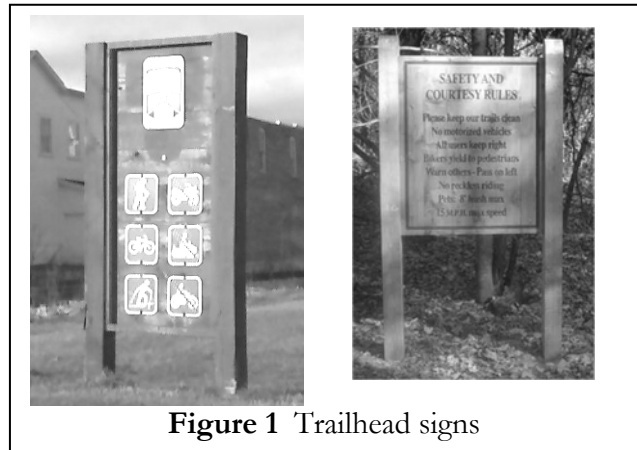 SAFETY AND
COURTESY RULES
Please keep our trails clean
No motorized vehicles
All users keep right
Bikers yield to pedestrians
Warn others - Pass on left
No reckless riding
Pets: 8' leash max
15 M.P.H. max speed
Figure 1 Trailhead signs